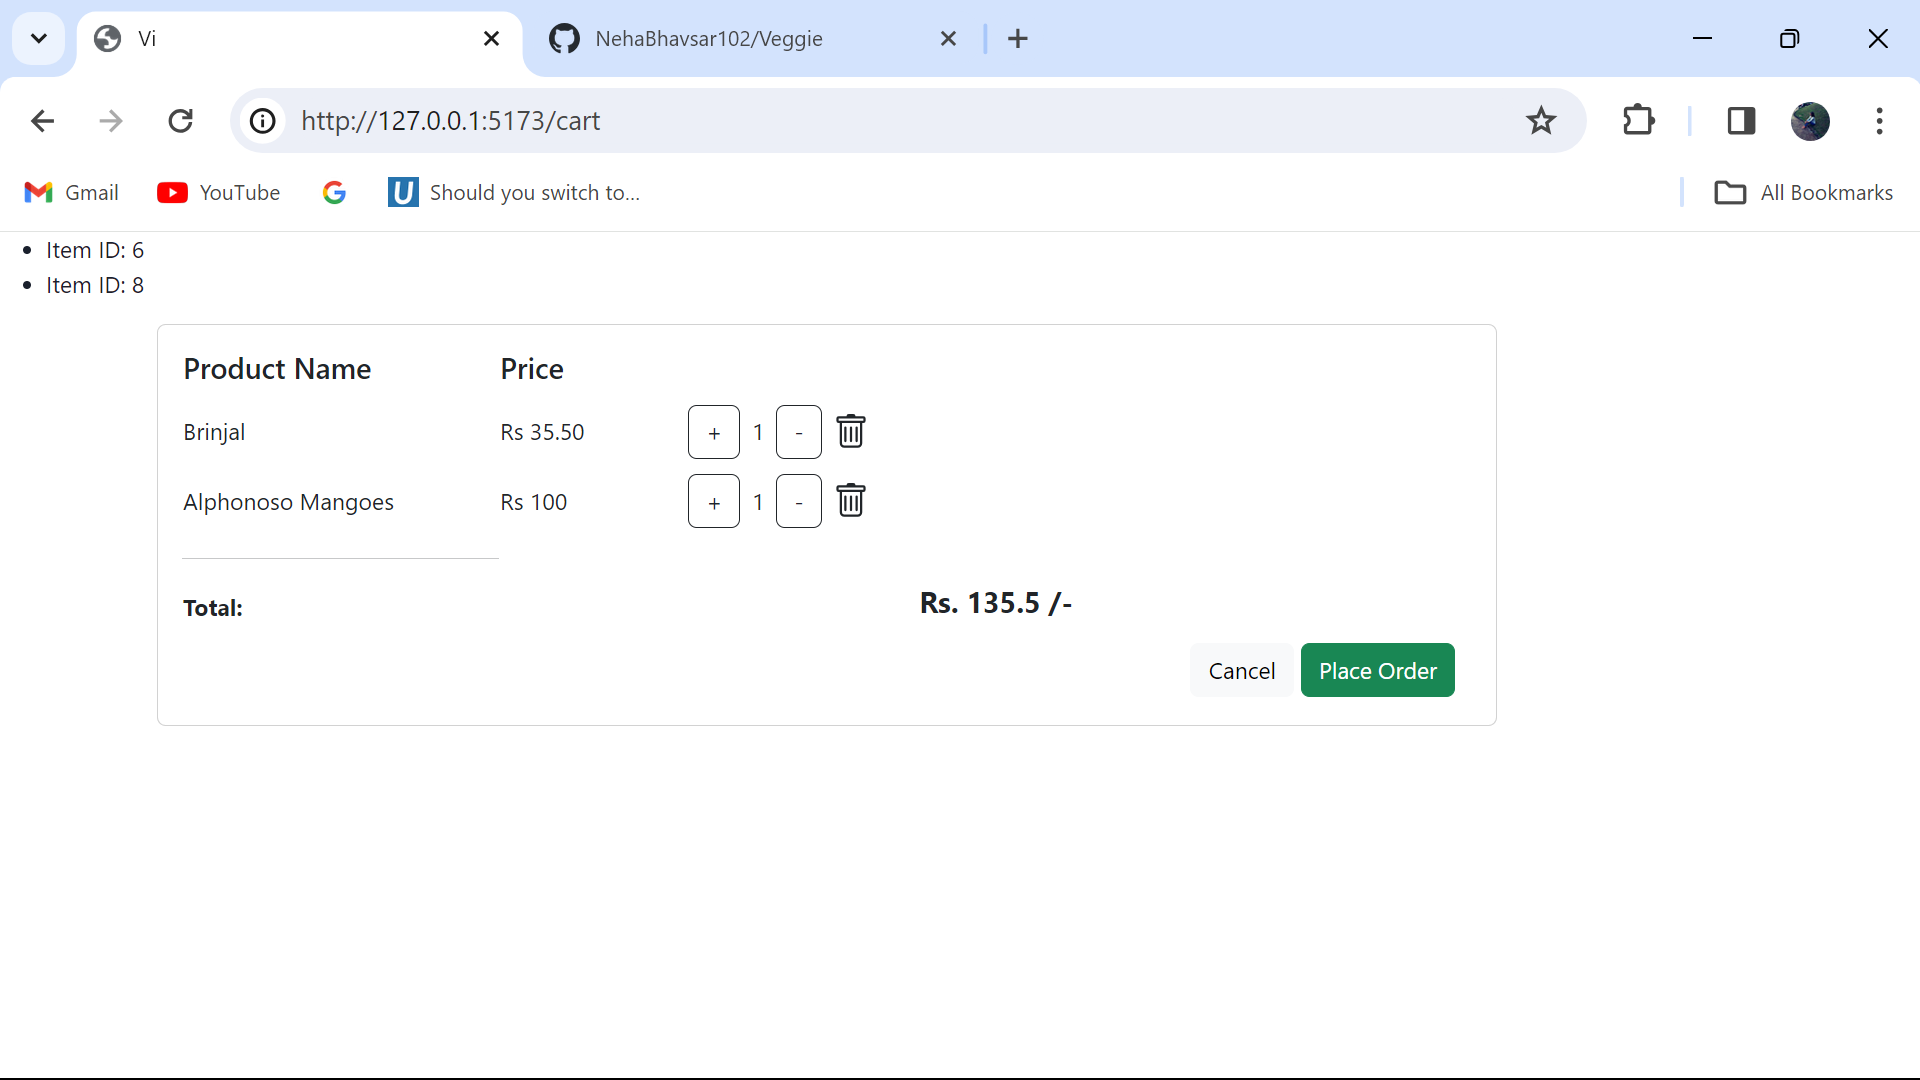 Vi
NehaBhavsar102/Veggie
http://127.0.0.1:5173/cart
Gmail YouTube Should you switch to... All Bookmarks
• Item ID: 6
• Item ID: 8
Product Name Price
Brinjal Rs 35.50 + 1 -
Alphonoso Mangoes Rs 100 + 1 -
Total: Rs. 135.5 /-
Cancel Place Order